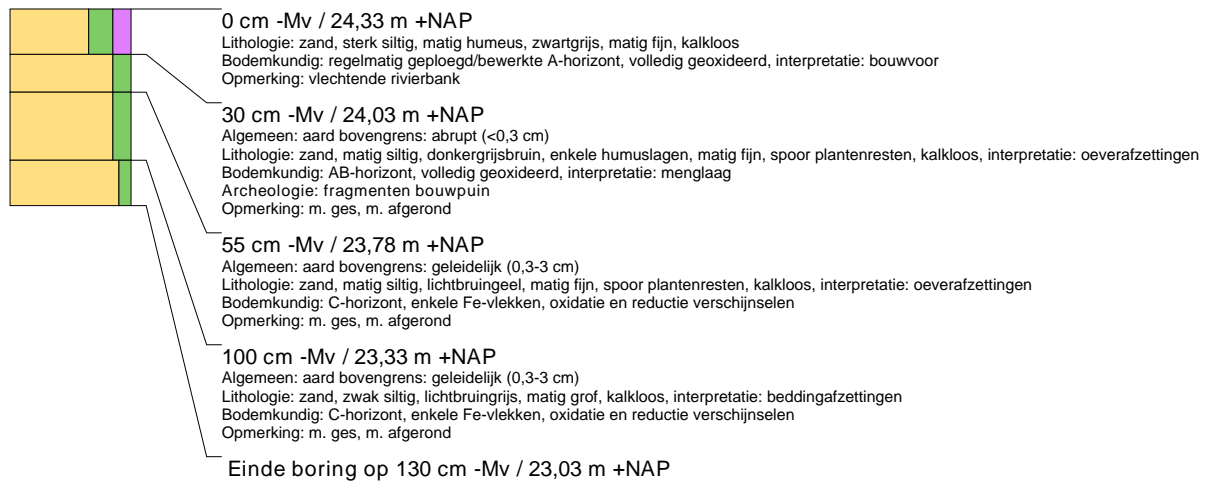 0 cm -Mv / 24,33 m +NAP
Lithologie: zand, sterk siltig, matig humeus, zwartgrijs, matig fijn, kalkloos
Bodemkundig: regelmatig geploegd/bewerkte A-horizont, volledig geoxideerd, interpretatie: bouwvoor
Opmerking: vlechtende rivierbank
30 cm -Mv / 24,03 m +NAP
Algemeen: aard bovengrens: abrupt (<0,3 cm)
Lithologie: zand, matig siltig, donkergrijsbruin, enkele humuslagen, matig fijn, spoor plantenresten, kalkloos, interpretatie: oeverafzettingen
Bodemkundig: AB-horizont, volledig geoxideerd, interpretatie: menglaag
Archeologie: fragmenten bouwpuin
Opmerking: m. ges, m. afgerond
55 cm -Mv / 23,78 m +NAP
Algemeen: aard bovengrens: geleidelijk (0,3-3 cm)
Lithologie: zand, matig siltig, lichtbruingeel, matig fijn, spoor plantenresten, kalkloos, interpretatie: oeverafzettingen
Bodemkundig: C-horizont, enkele Fe-vlekken, oxidatie en reductie verschijnselen
Opmerking: m. ges, m. afgerond
100 cm -Mv / 23,33 m +NAP
Algemeen: aard bovengrens: geleidelijk (0,3-3 cm)
Lithologie: zand, zwak siltig, lichtbruingrijs, matig grof, kalkloos, interpretatie: beddingafzettingen
Bodemkundig: C-horizont, enkele Fe-vlekken, oxidatie en reductie verschijnselen
Opmerking: m. ges, m. afgerond
Einde boring op 130 cm -Mv / 23,03 m +NAP